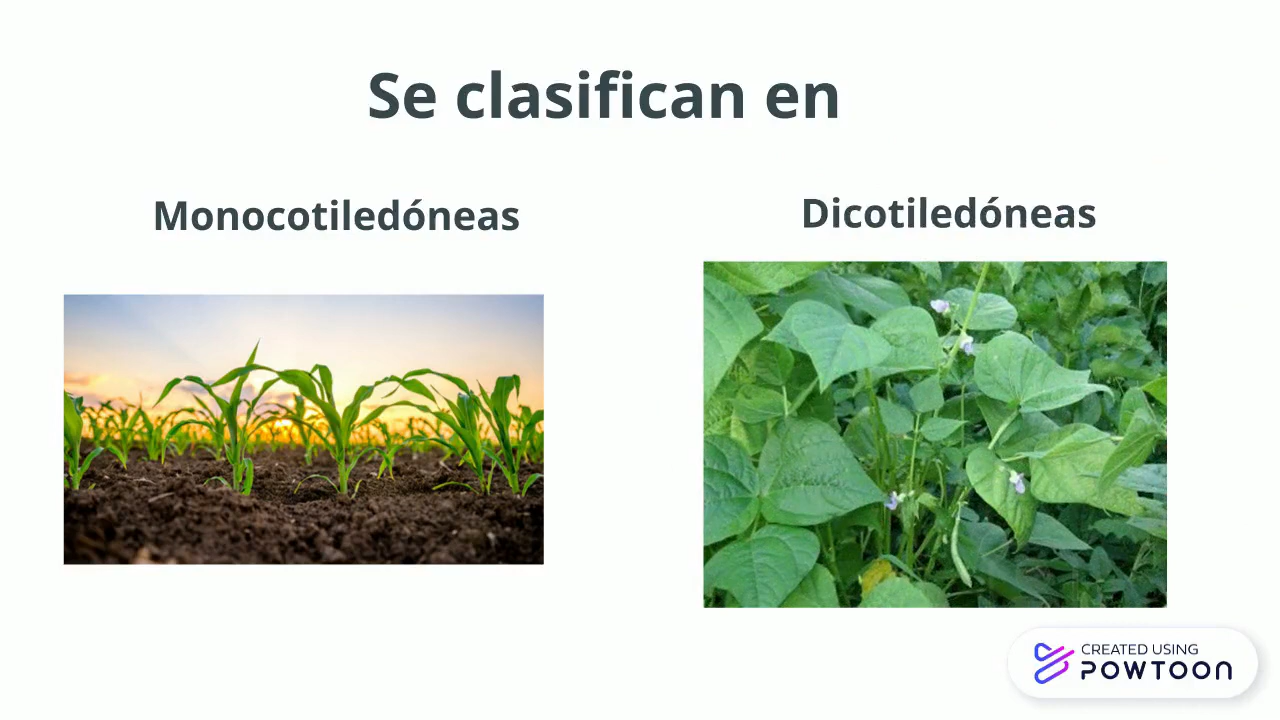 Se clasifican en
Monocotiledóneas
Dicotiledóneas
CREATED USING
POWTOON